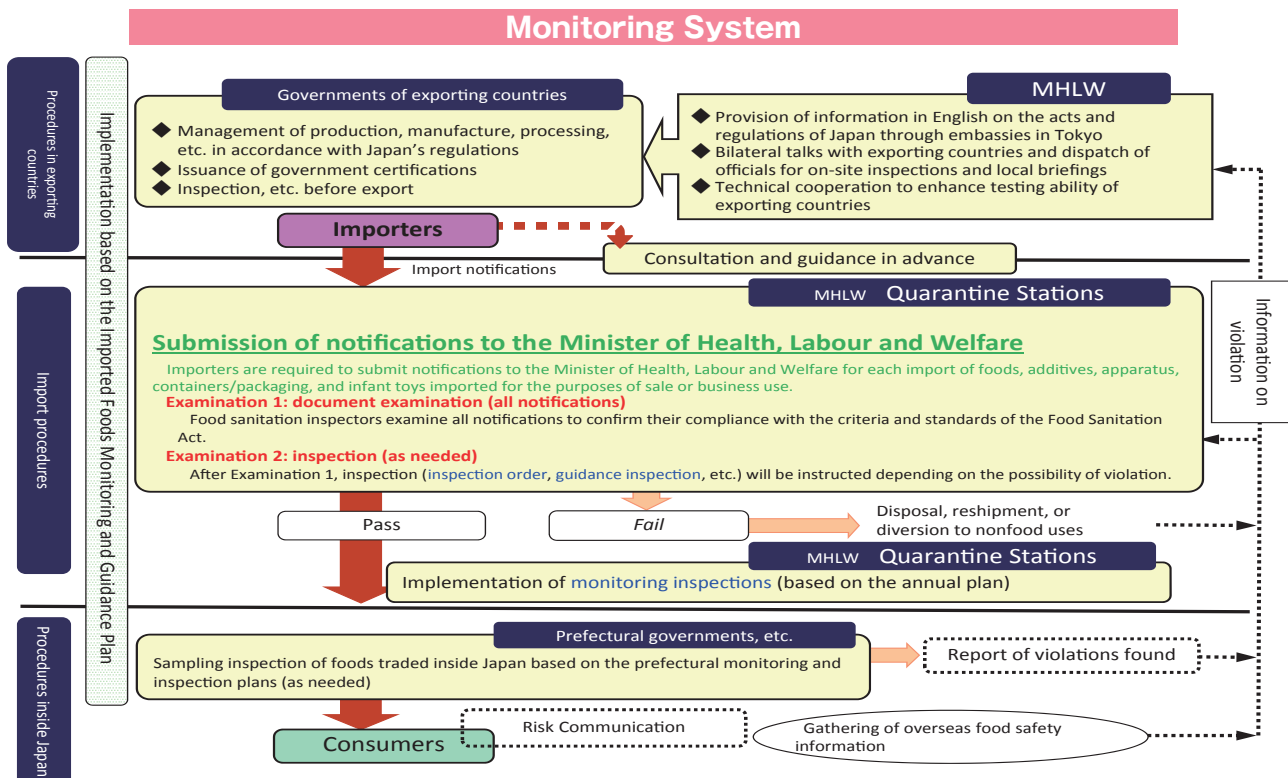 Monitoring System
Procedures in exporting
countries
Implementation based on the Imported Foods Monitoring and Guidance Plan
Governments of exporting countries
◆ Management of production, manufacture, processing,
etc. in accordance with Japan's regulations
◆ Issuance of government certifications
◆ Inspection, etc. before export
MHLW
◆ Provision of information in English on the acts and
regulations of Japan through embassies in Tokyo
◆ Bilateral talks with exporting countries and dispatch of
officials for on-site inspections and local briefings
◆ Technical cooperation to enhance testing ability of
exporting countries
Importers
Import notifications
Consultation and guidance in advance
Import procedures
MHLW Quarantine Stations
Submission of notifications to the Minister of Health, Labour and Welfare
Importers are required to submit notifications to the Minister of Health, Labour and Welfare for each import of foods, additives, apparatus,
containers/packaging, and infant toys imported for the purposes of sale or business use.
Examination 1: document examination (all notifications)
Food sanitation inspectors examine all notifications to confirm their compliance with the criteria and standards of the Food Sanitation
Act.
Examination 2: inspection (as needed)
After Examination 1, inspection (inspection order, guidance inspection, etc.) will be instructed depending on the possibility of violation.
Information on
violation
Pass
Fail
Disposal, reshipment, or
diversion to nonfood uses
MHLW Quarantine Stations
Implementation of monitoring inspections (based on the annual plan)
Procedures inside Japan
Prefectural governments, etc.
Sampling inspection of foods traded inside Japan based on the prefectural monitoring and
inspection plans (as needed)
Report of violations found
Consumers
Risk Communication
Gathering of overseas food safety
information